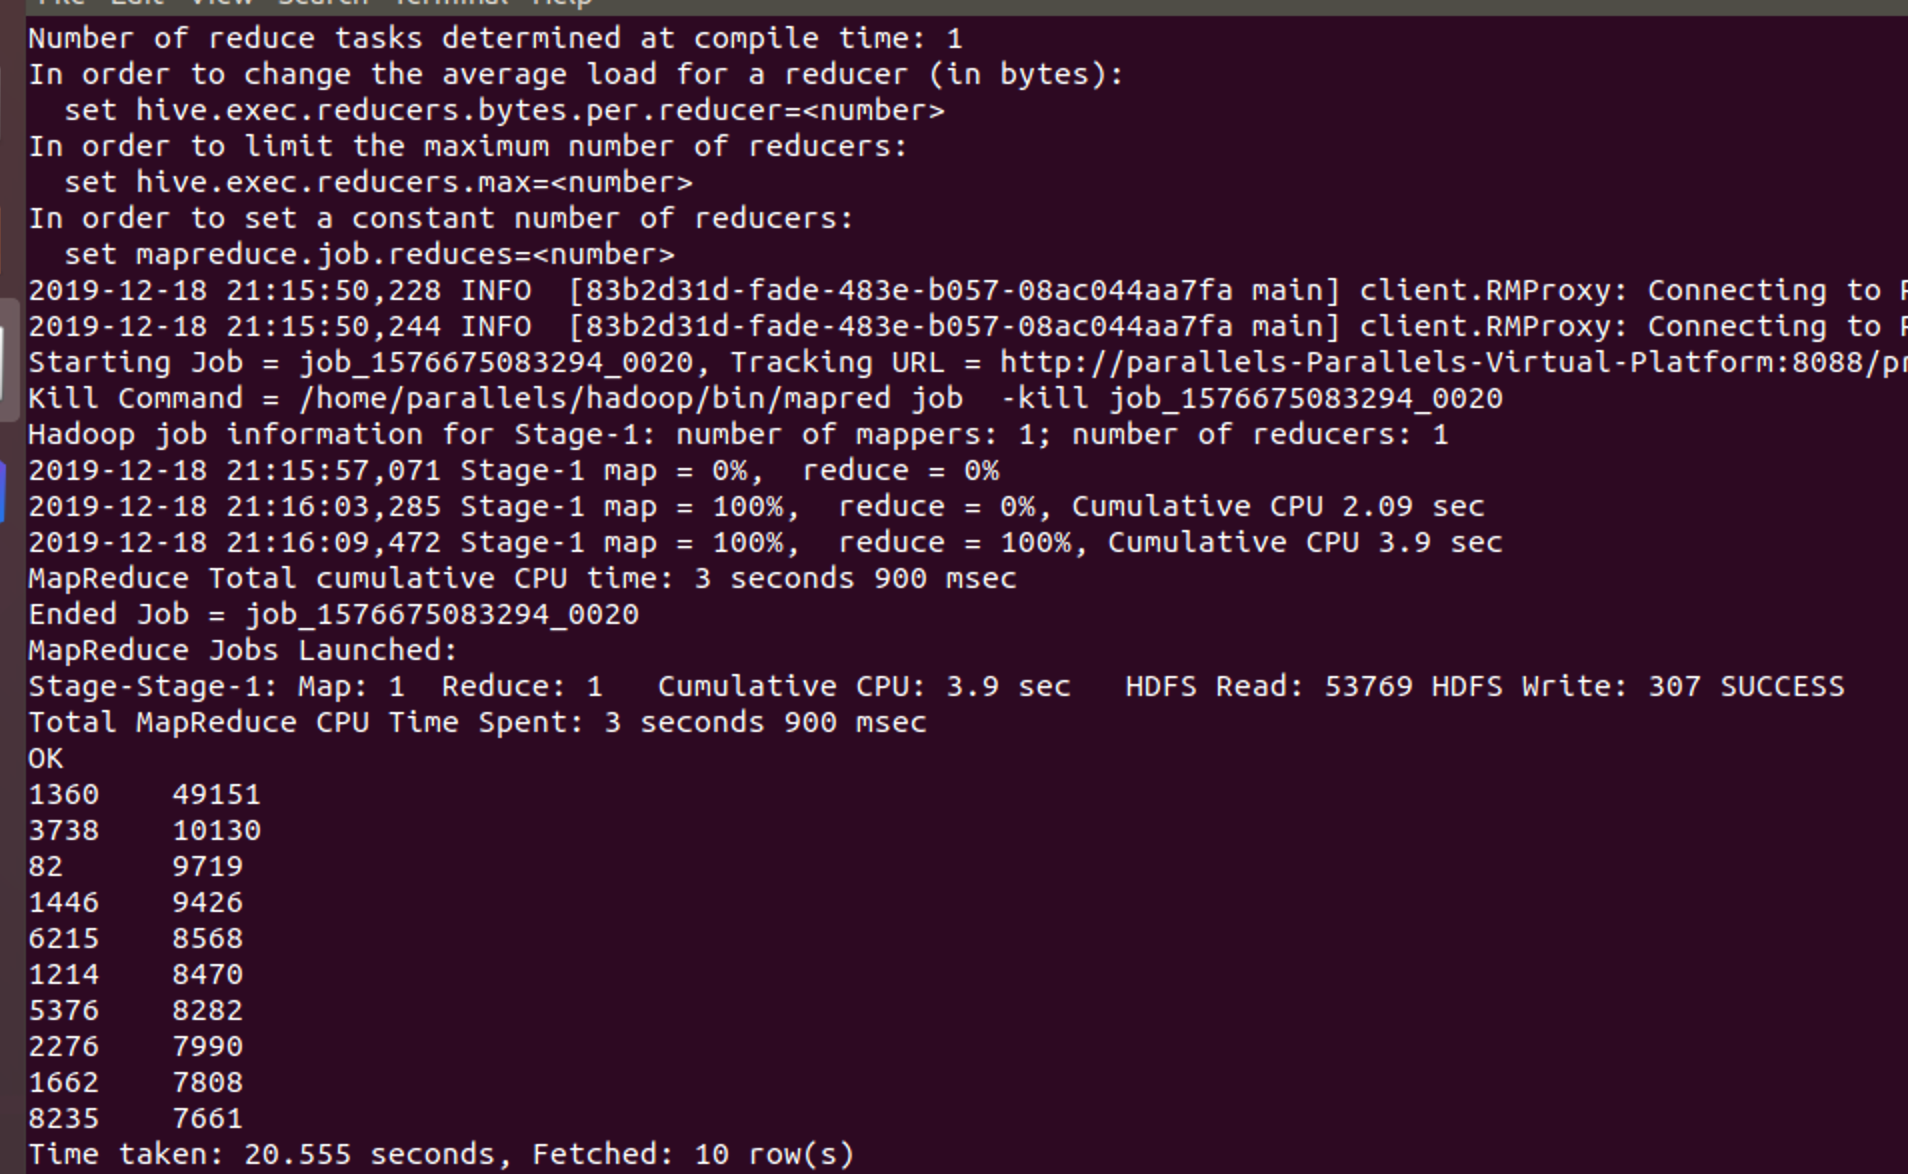 File Edit View Search Terminal Help
Number of reduce tasks determined at compile time: 1
In order to change the average load for a reducer (in bytes):
  set hive.exec.reducers.bytes.per.reducer=<number>
In order to limit the maximum number of reducers:
  set hive.exec.reducers.max=<number>
In order to set a constant number of reducers:
  set mapreduce.job.reduces=<number>
2019-12-18 21:15:50,228 INFO  [83b2d31d-fade-483e-b057-08ac044aa7fa main] client.RMProxy: Connecting to
2019-12-18 21:15:50,244 INFO  [83b2d31d-fade-483e-b057-08ac044aa7fa main] client.RMProxy: Connecting to
Starting Job = job_1576675083294_0020, Tracking URL = http://parallels-Parallels-Virtual-Platform:8088/pr
Kill Command = /home/parallels/hadoop/bin/mapred job  -kill job_1576675083294_0020
Hadoop job information for Stage-1: number of mappers: 1; number of reducers: 1
2019-12-18 21:15:57,071 Stage-1 map = 0%,  reduce = 0%
2019-12-18 21:16:03,285 Stage-1 map = 100%,  reduce = 0%, Cumulative CPU 2.09 sec
2019-12-18 21:16:09,472 Stage-1 map = 100%,  reduce = 100%, Cumulative CPU 3.9 sec
MapReduce Total cumulative CPU time: 3 seconds 900 msec
Ended Job = job_1576675083294_0020
MapReduce Jobs Launched:
Stage-Stage-1: Map: 1  Reduce: 1   Cumulative CPU: 3.9 sec   HDFS Read: 53769 HDFS Write: 307 SUCCESS
Total MapReduce CPU Time Spent: 3 seconds 900 msec
OK
1360	49151
3738	10130
82	9719
1446	9426
6215	8568
1214	8470
5376	8282
2276	7990
1662	7808
8235	7661
Time taken: 20.555 seconds, Fetched: 10 row(s)